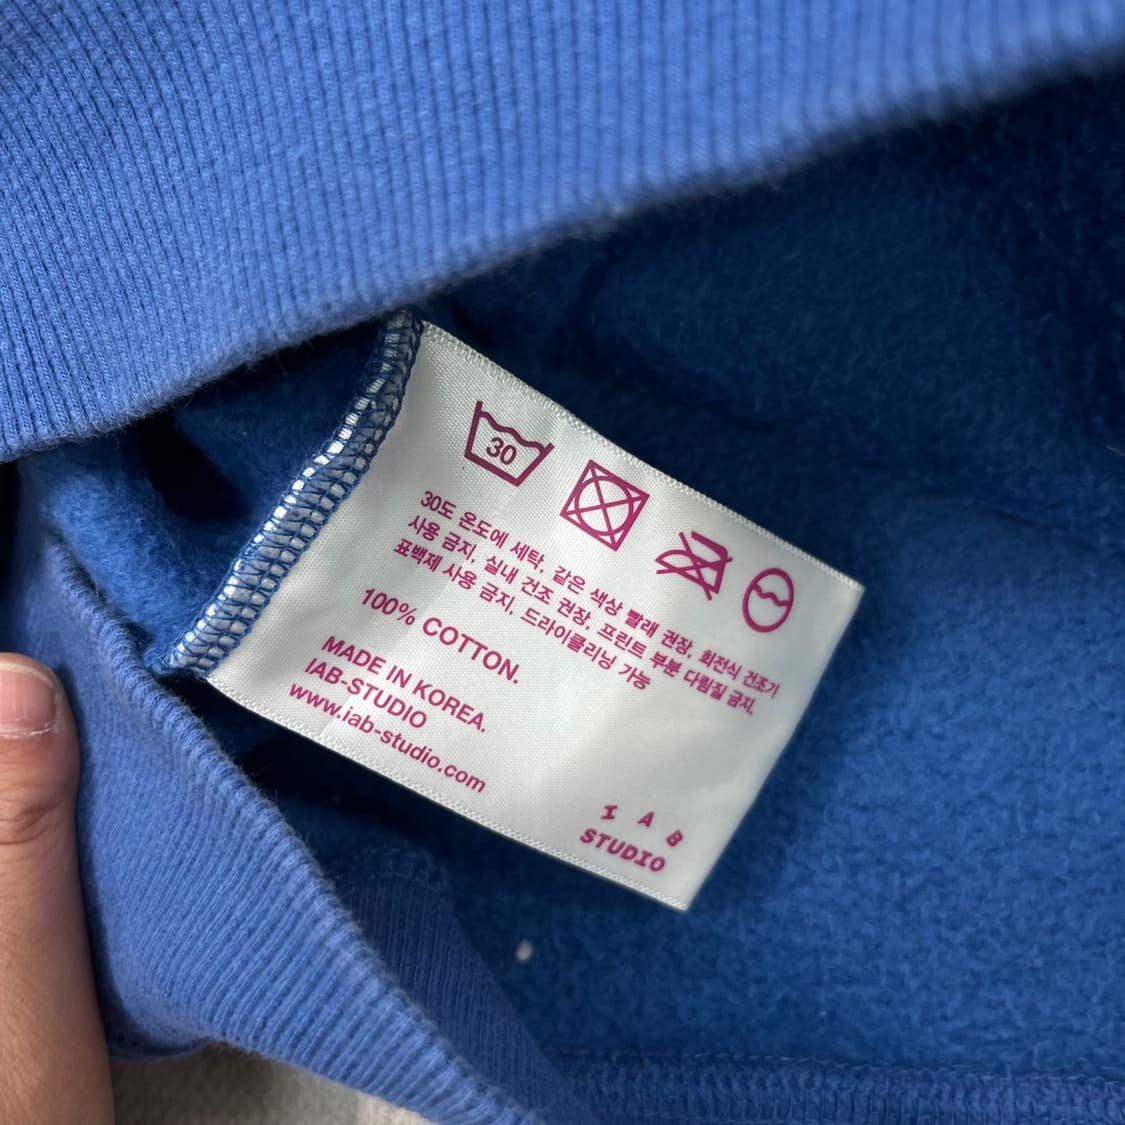 30
30도 온도에 세탁, 같은 색상 빨래 권장, 회전식 건조기
사용 금지, 실내 건조 권장, 프린트 부분 다림질 금지,
표백제 사용 금지, 드라이클리닝 가능
100% COTTON.
MADE IN KOREA.
IAB-STUDIO
www.iab-studio.com
I A B
STUDIO